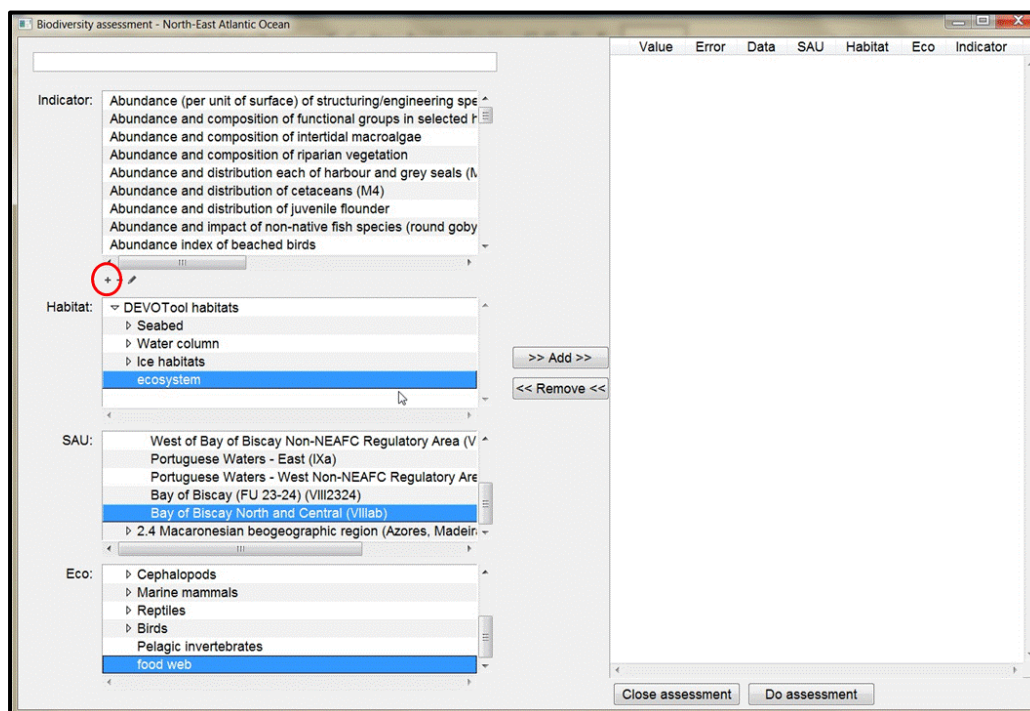 Biodiversity assessment - North-East Atlantic Ocean
Value Error Data SAU Habitat Eco Indicator
Indicator:
Abundance (per unit of surface) of structuring/engineering spe
Abundance and composition of functional groups in selected h
Abundance and composition of intertidal macroalgae
Abundance and composition of riparian vegetation
Abundance and distribution each of harbour and grey seals (M
Abundance and distribution of cetaceans (M4)
Abundance and distribution of juvenile flounder
Abundance and impact of non-native fish species (round goby
Abundance index of beached birds
Habitat:
DEVOTool habitats
Seabed
Water column
Ice habitats
ecosystem
>> Add >>
<< Remove <<
SAU:
West of Bay of Biscay Non-NEAFC Regulatory Area (V
Portuguese Waters - East (IXa)
Portuguese Waters - West Non-NEAFC Regulatory Are
Bay of Biscay (FU 23-24) (VIII2324)
Bay of Biscay North and Central (VIIIab)
2.4 Macaronesian beogeographic region (Azores, Madeir
Eco:
Cephalopods
Marine mammals
Reptiles
Birds
Pelagic invertebrates
food web
Close assessment Do assessment